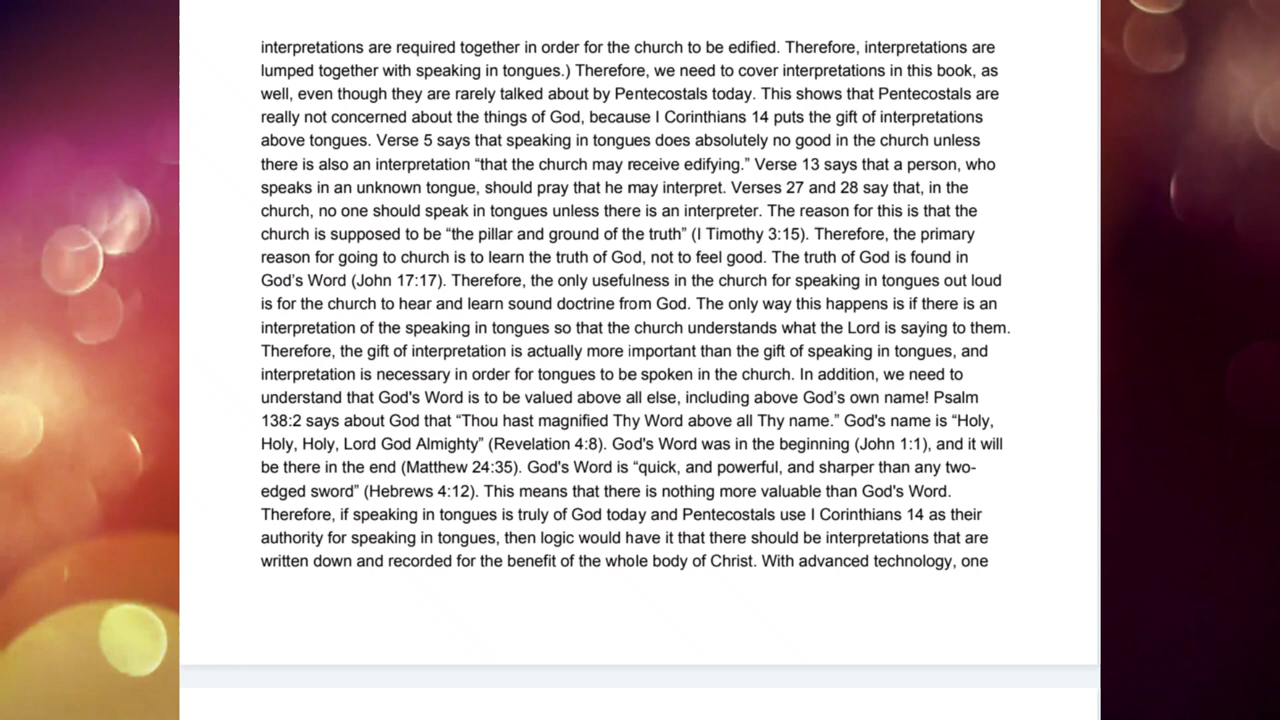 interpretations are required together in order for the church to be edified. Therefore, interpretations are
lumped together with speaking in tongues.) Therefore, we need to cover interpretations in this book, as
well, even though they are rarely talked about by Pentecostals today. This shows that Pentecostals are
really not concerned about the things of God, because I Corinthians 14 puts the gift of interpretations
above tongues. Verse 5 says that speaking in tongues does absolutely no good in the church unless
there is also an interpretation “that the church may receive edifying.” Verse 13 says that a person, who
speaks in an unknown tongue, should pray that he may interpret. Verses 27 and 28 say that, in the
church, no one should speak in tongues unless there is an interpreter. The reason for this is that the
church is supposed to be “the pillar and ground of the truth” (I Timothy 3:15). Therefore, the primary
reason for going to church is to learn the truth of God, not to feel good. The truth of God is found in
God’s Word (John 17:17). Therefore, the only usefulness in the church for speaking in tongues out loud
is for the church to hear and learn sound doctrine from God. The only way this happens is if there is an
interpretation of the speaking in tongues so that the church understands what the Lord is saying to them.
Therefore, the gift of interpretation is actually more important than the gift of speaking in tongues, and
interpretation is necessary in order for tongues to be spoken in the church. In addition, we need to
understand that God's Word is to be valued above all else, including above God’s own name! Psalm
138:2 says about God that “Thou hast magnified Thy Word above all Thy name.” God's name is “Holy,
Holy, Holy, Lord God Almighty” (Revelation 4:8). God's Word was in the beginning (John 1:1), and it will
be there in the end (Matthew 24:35). God's Word is “quick, and powerful, and sharper than any two-
edged sword” (Hebrews 4:12). This means that there is nothing more valuable than God's Word.
Therefore, if speaking in tongues is truly of God today and Pentecostals use I Corinthians 14 as their
authority for speaking in tongues, then logic would have it that there should be interpretations that are
written down and recorded for the benefit of the whole body of Christ. With advanced technology, one